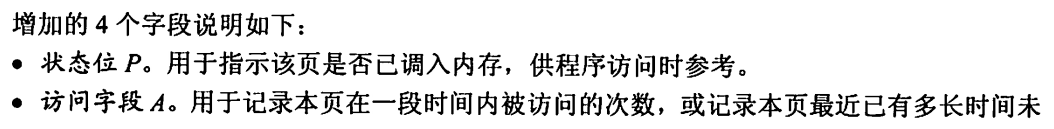 增加的 4 个字段说明如下：
• 状态位 P。用于指示该页是否已调入内存，供程序访问时参考。
• 访问字段 A。用于记录本页在一段时间内被访问的次数，或记录本页最近已有多长时间未